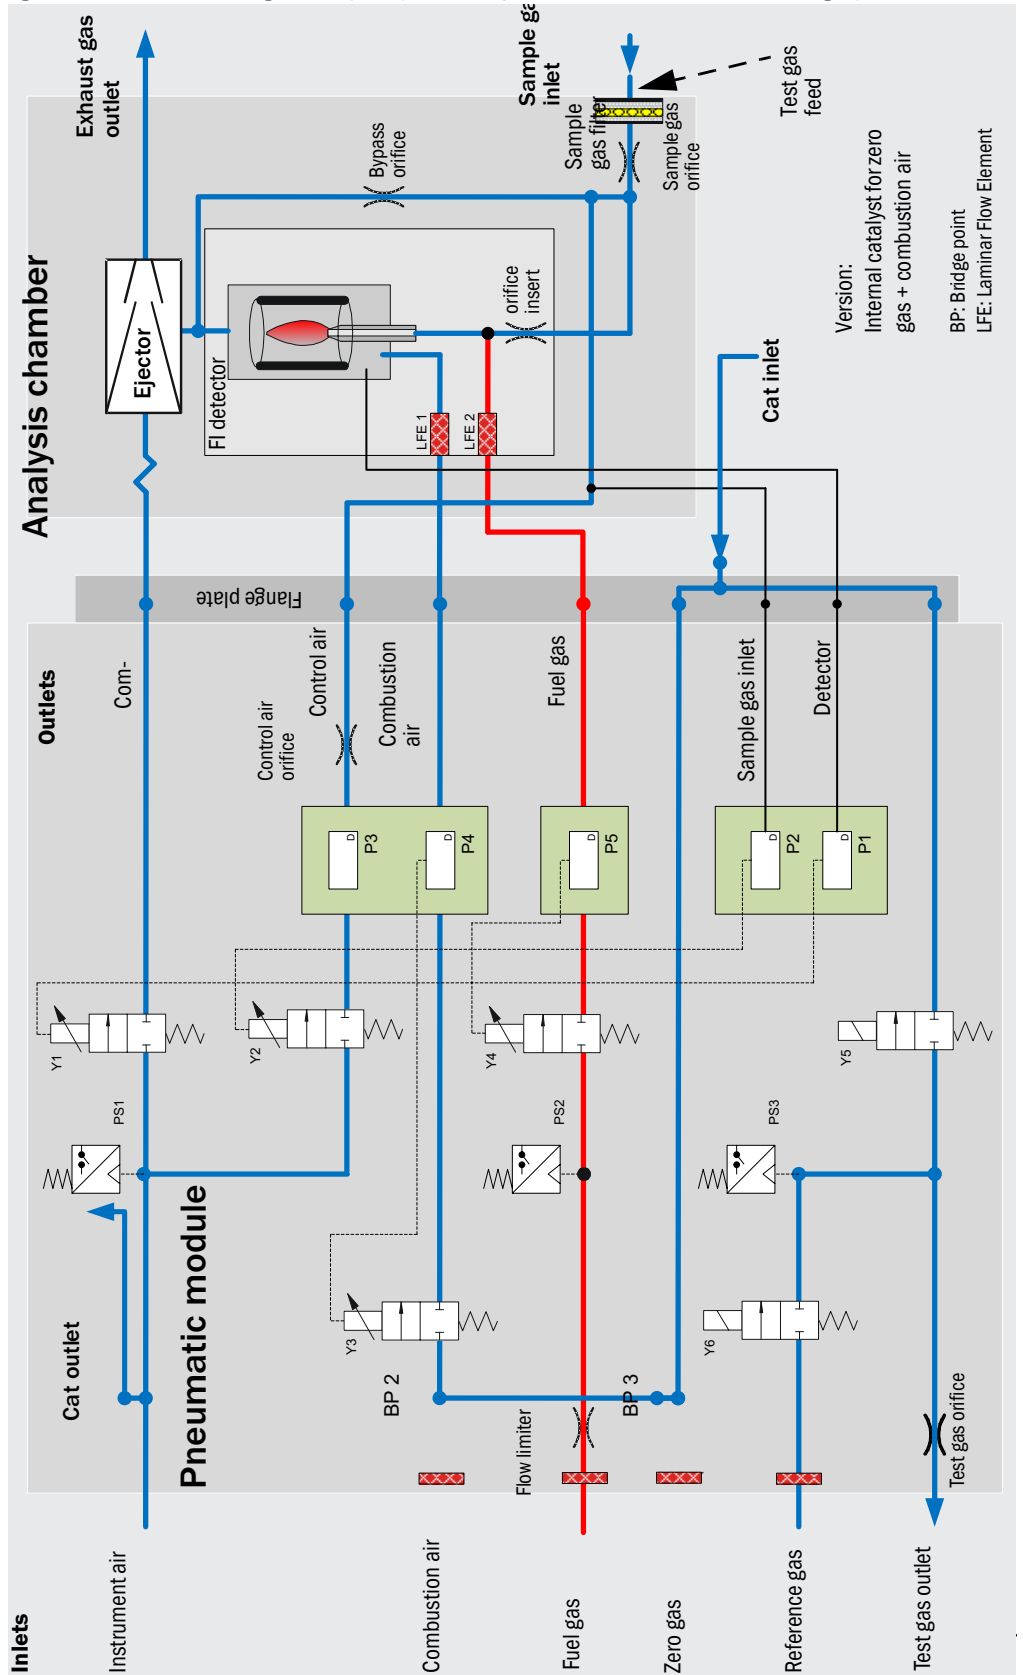 Exhaust gas
outlet
Sample ga
inlet
Test gas
feed
Sample
gas filter
Sample gas
orifice
Bypass
orifice
Analysis chamber
Ejector
FI detector
orifice
insert
LFE 1
LFE 2
Version:
Internal catalyst for zero
gas + combustion air
BP: Bridge point
LFE: Laminar Flow Element
Cat inlet
Flange plate
Outlets
Com-
Control air
orifice
Control air
Combustion
air
Fuel gas
Sample gas inlet
Detector
D
P3
D
P4
D
P5
D
P2
D
P1
Y1
Y2
Y4
Y5
PS1
PS2
PS3
Pneumatic module
Cat outlet
Y3
Y6
BP 2
BP 3
Flow limiter
Test gas orifice
Inlets
Instrument air
Combustion air
Fuel gas
Zero gas
Reference gas
Test gas outlet